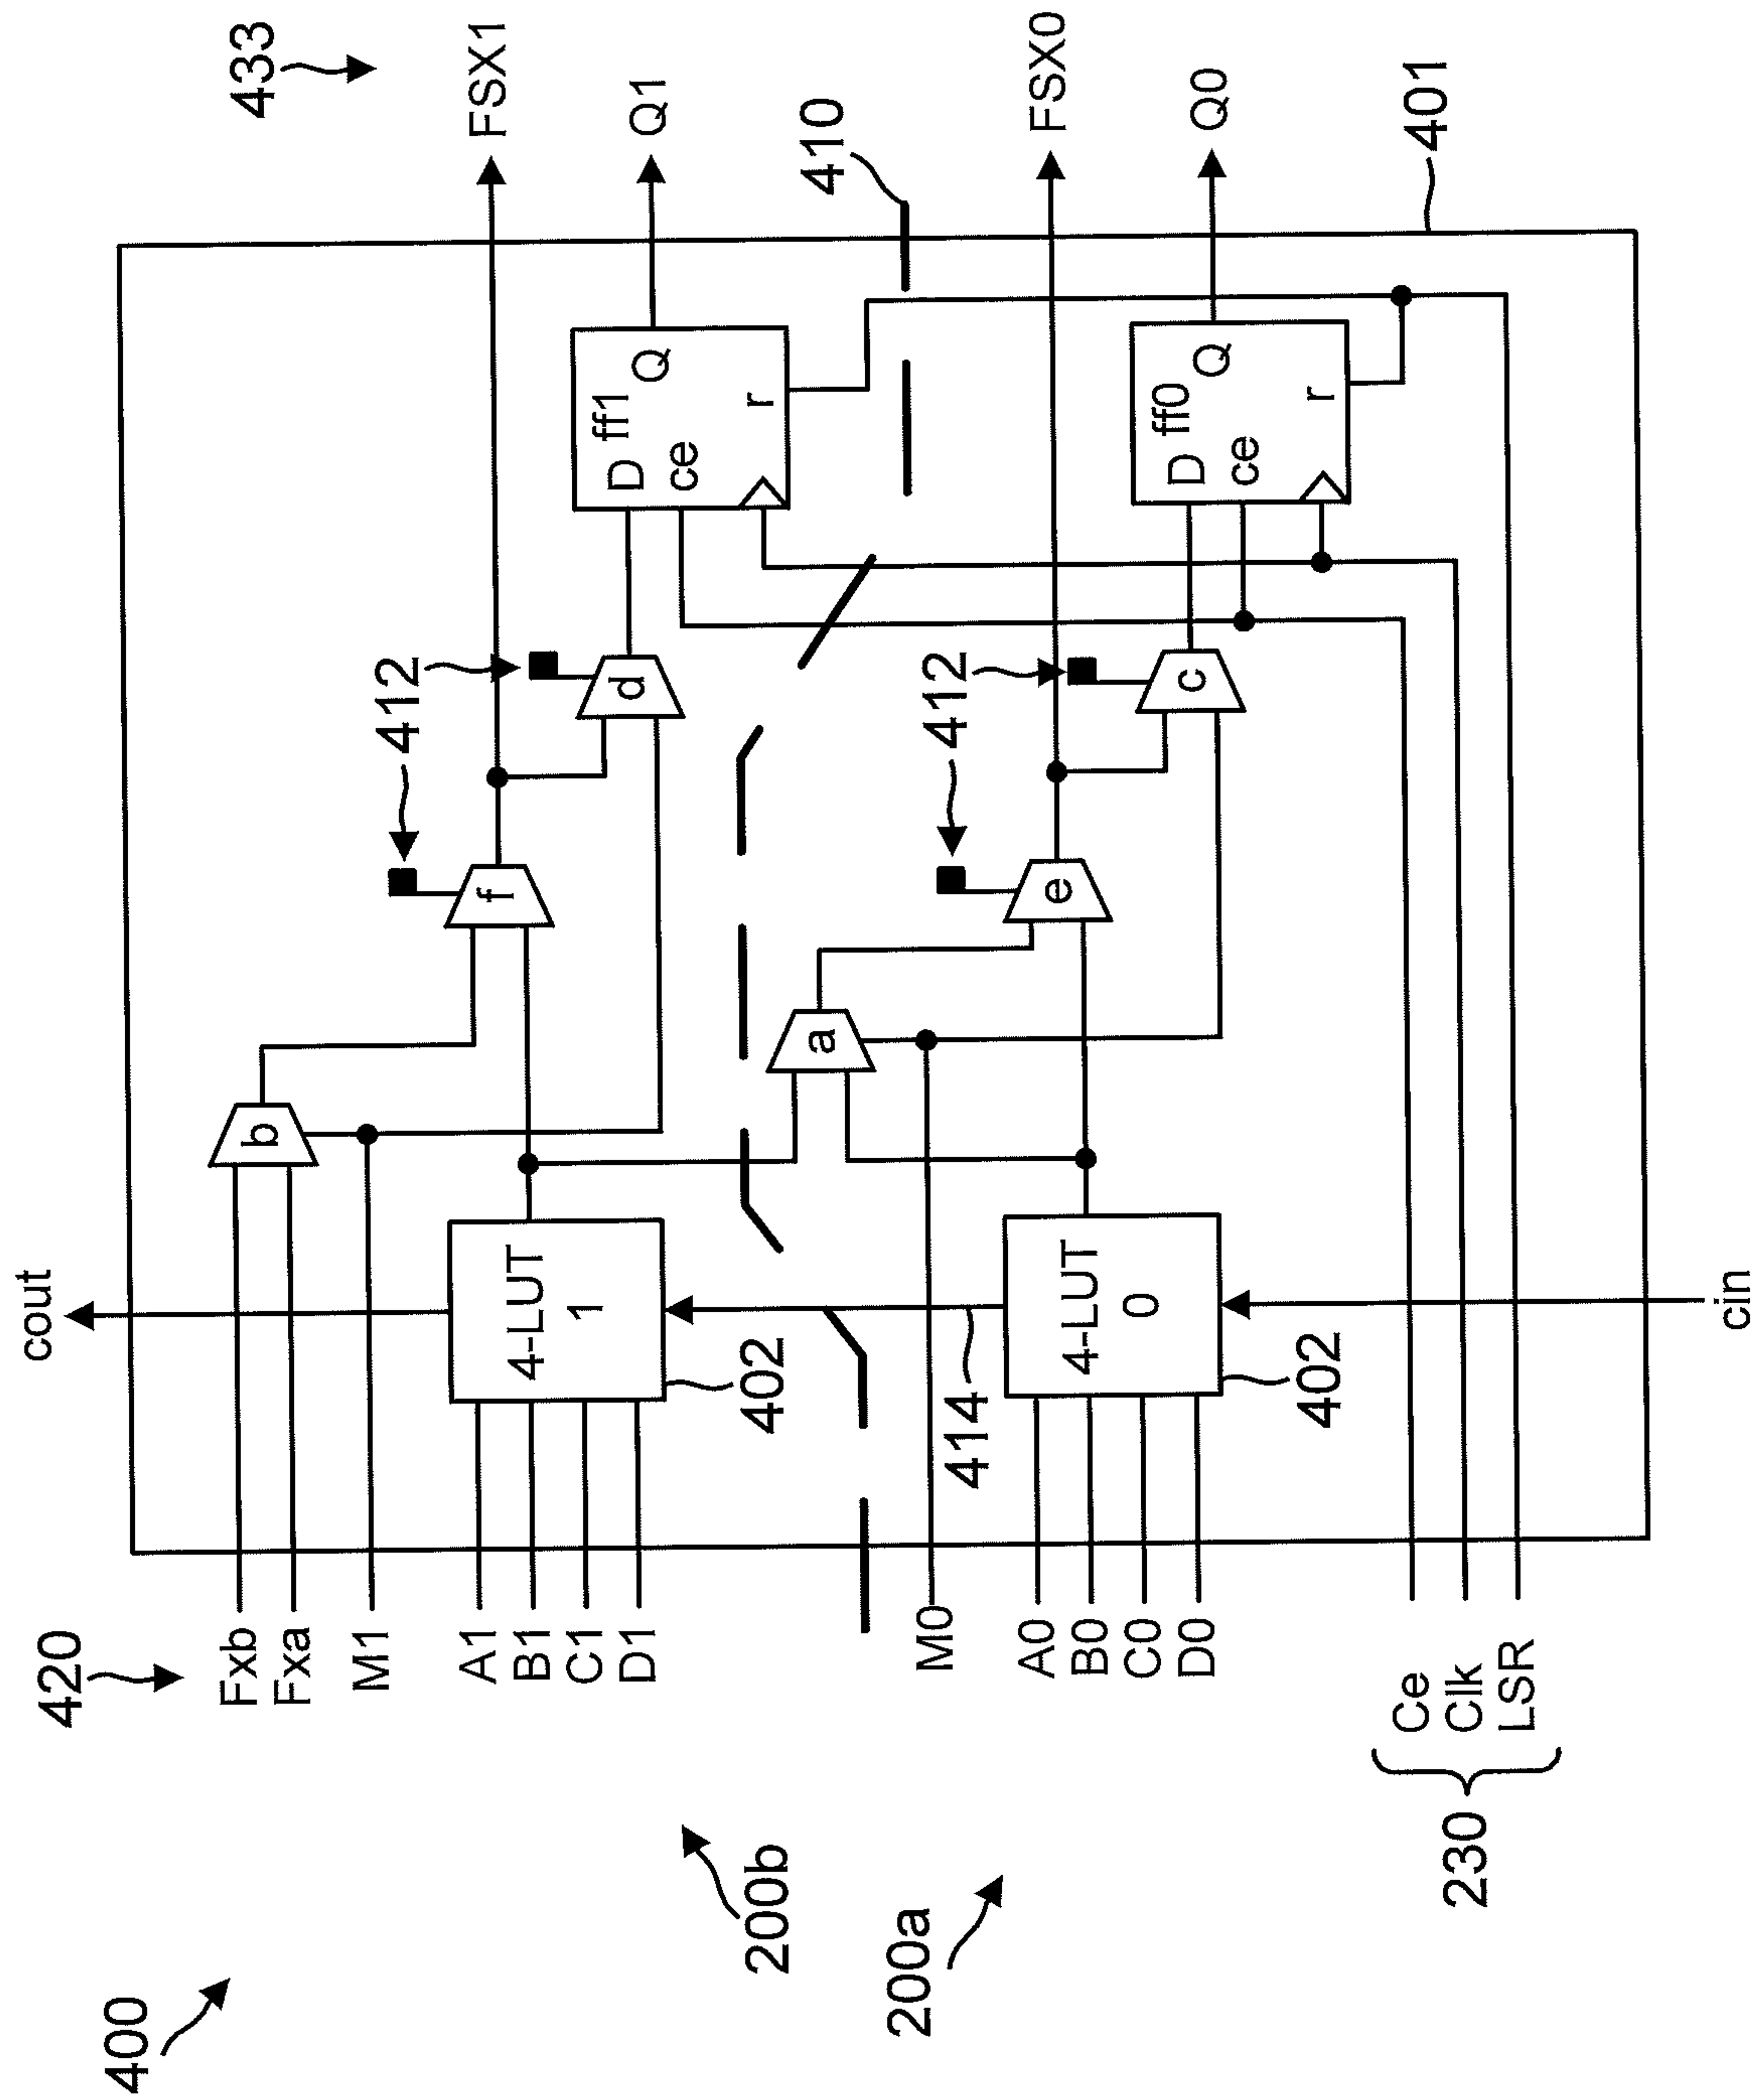 400
420
433
cout
Fxb
Fxa
M1
A1
B1
C1
D1
4-LUT
1
402
b
f
412
d
D
ff1
Q
ce
r
FSX1
Q1
410
200b
200a
M0
A0
B0
C0
D0
414
4-LUT
0
402
a
e
412
c
D
ff0
Q
ce
r
FSX0
Q0
401
230
Ce
Clk
LSR
cin